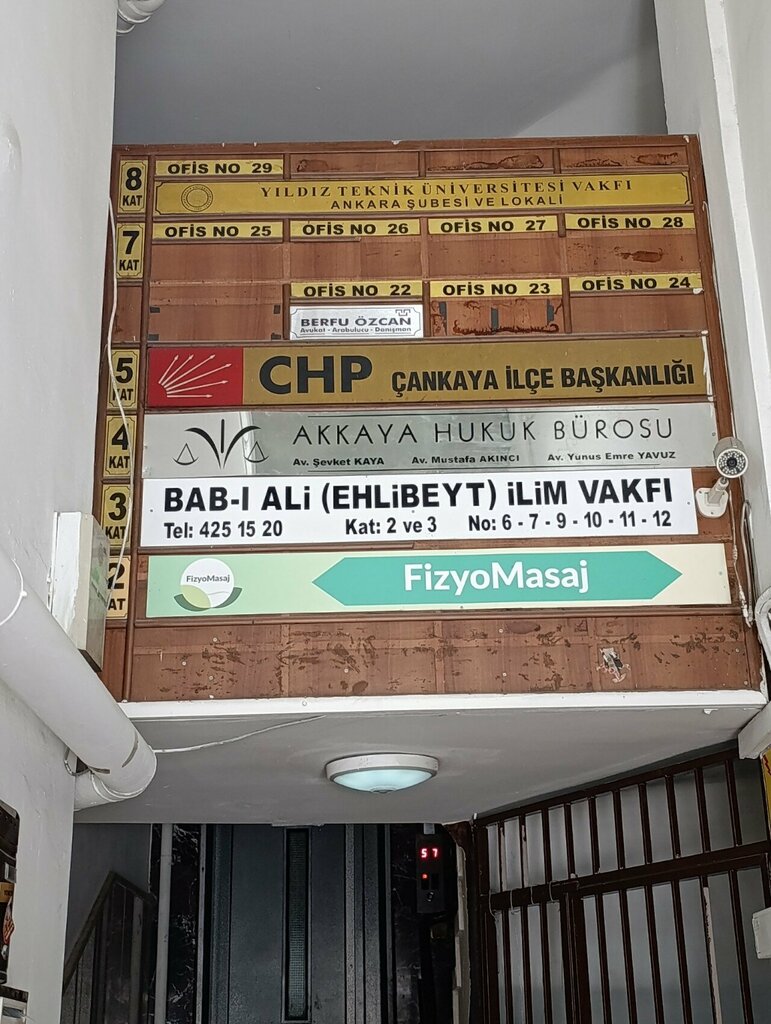 8
KAT
OFİS NO 29
YILDIZ TEKNİK ÜNİVERSİTESİ VAKFI
ANKARA ŞUBESİ VE LOKALİ
7
KAT
OFİS NO 25
OFİS NO 26
OFİS NO 27
OFİS NO 28
OFİS NO 22
OFİS NO 23
OFİS NO 24
BERFU ÖZCAN
Avukat - Arabulucu - Danışman
5
KAT
CHP ÇANKAYA İLÇE BAŞKANLIĞI
4
KAT
AKKAYA HUKUK BÜROSU
Av. Şevket KAYA Av. Mustafa AKINCI Av. Yunus Emre YAVUZ
3
KAT
BAB-I ALi (EHLiBEYT) iLiM VAKFI
Tel: 425 15 20 Kat: 2 ve 3 No: 6 - 7 - 9 - 10 - 11 - 12
2
KAT
FizyoMasaj
FizyoMasaj
57